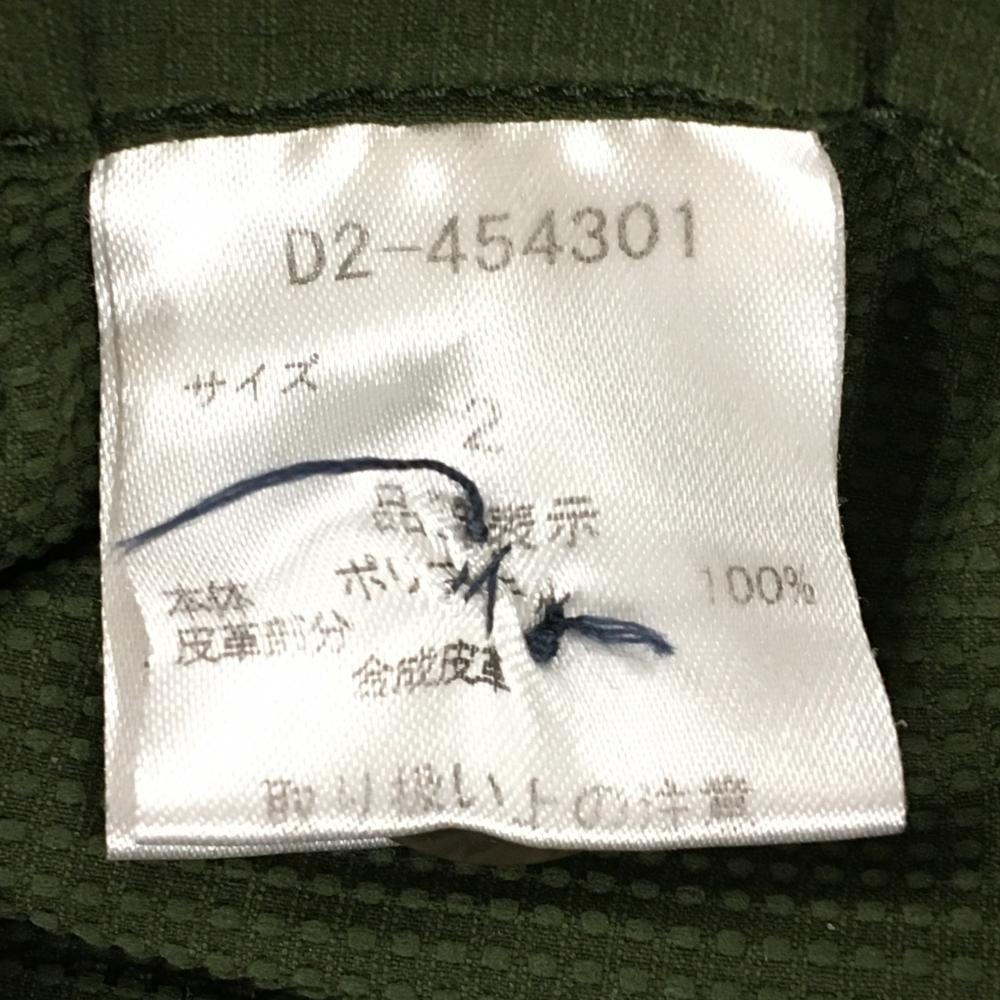 D2-454301
サイズ
2
品質表示
本体 ポリエステル 100%
皮革部分 合成皮革
取り扱い上の注意